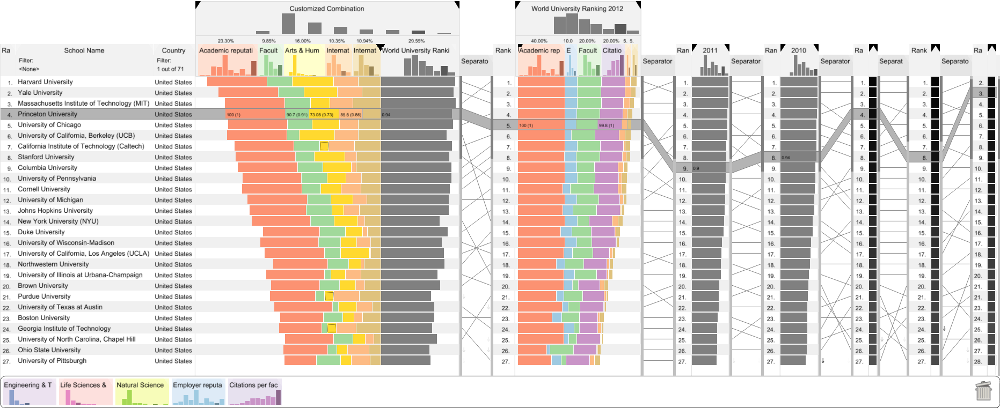 Customized Combination
World University Ranking 2012
23.30% 9.85% 16.00% 10.35% 10.94% 29.55%
40.00% 10.0 20.00% 20.00% 5. 5.
Ra School Name Country Academic reputati Facult Arts & Hum Internat Internat World University Ranki Rank Academic rep E Facult Citatio Ran 2011 Ran 2010 Ra Rank Ra
Filter: Filter: Separato Separator Separator Separator Separat Separato
<None> 1 out of 71
1. Harvard University United States 1. 1. 1. 1. 1. 2.
2. Yale University United States 2. 2. 2. 2. 2. 3.
3. Massachusetts Institute of Technology (MIT) United States 3. 3. 3. 3. 3. 4.
4. Princeton University United States 100 (1) 90.7 (0.91) 73.08 (0.73) 85.5 (0.86) 0.94 4. 4. 4. 4. 4. 5.
5. University of Chicago United States 5. 100 (1) 99.8 (1) 5. 5. 5. 5. 6.
6. University of California, Berkeley (UCB) United States 6. 6. 6. 6. 6. 7.
7. California Institute of Technology (Caltech) United States 7. 7. 7. 7. 7. 8.
8. Stanford University United States 8. 8. 8. 0.94 8. 8. 9.
9. Columbia University United States 9. 9. 0.9 9. 9. 9. 10.
10. University of Pennsylvania United States 10. 10. 10. 10. 10. 11.
11. Cornell University United States 11. 11. 11. 11. 11. 12.
12. University of Michigan United States 12. 12. 12. 12. 12. 13.
13. Johns Hopkins University United States 13. 13. 13. 13. 13. 14.
14. New York University (NYU) United States 14. 14. 14. 14. 14. 15.
15. Duke University United States 15. 15. 15. 15. 15. 16.
16. University of Wisconsin-Madison United States 16. 16. 16. 16. 16. 17.
17. University of California, Los Angeles (UCLA) United States 17. 17. 17. 17. 17. 18.
18. Northwestern University United States 18. 18. 18. 18. 18. 19.
19. University of Illinois at Urbana-Champaign United States 19. 19. 19. 19. 19. 20.
20. Brown University United States 20. 20. 20. 20. 20. 21.
21. Purdue University United States 21. 21. 21. 21. 21. 22.
22. University of Texas at Austin United States 22. 22. 22. 22. 22. 23.
23. Boston University United States 23. 23. 23. 23. 23. 24.
24. Georgia Institute of Technology United States 24. 24. 24. 24. 24. 25.
25. University of North Carolina, Chapel Hill United States 25. 25. 25. 25. 25. 26.
26. Ohio State University United States 26. 26. 26. 26. 26. 27.
27. University of Pittsburgh United States 27. 27. 27. 27. 27. 28.
Engineering & T Life Sciences & Natural Science Employer reputa Citations per fac